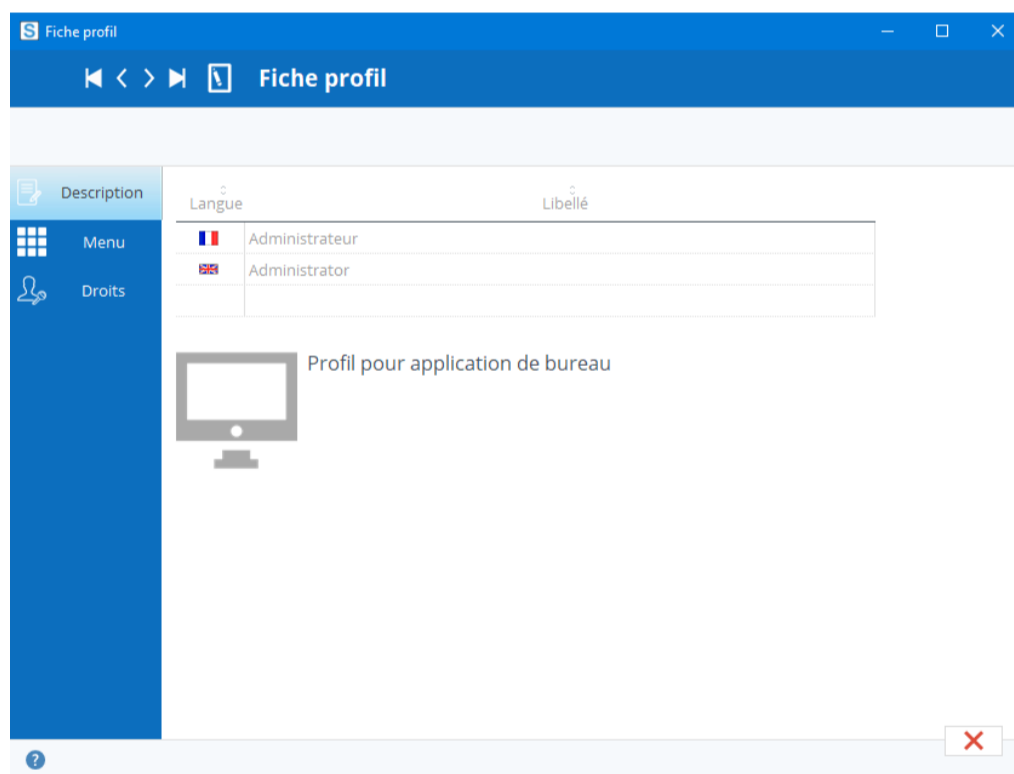 S Fiche profil
Fiche profil
Description
Menu
Droits
Langue Libellé
Administrateur
Administrator
Profil pour application de bureau
?